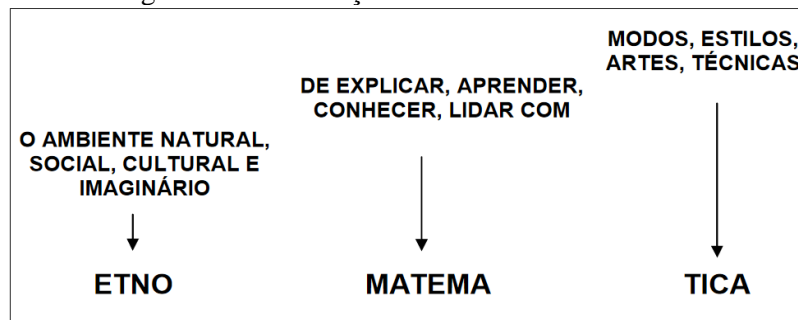 MODOS, ESTILOS,
ARTES, TÉCNICAS
DE EXPLICAR, APRENDER,
CONHECER, LIDAR COM
O AMBIENTE NATURAL,
SOCIAL, CULTURAL E
IMAGINÁRIO
ETNO
MATEMA
TICA